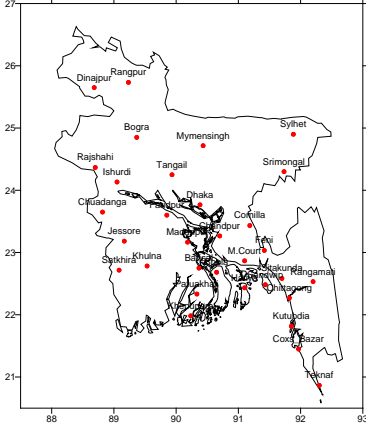 27
26
25
24
23
22
21
88
89
90
91
92
93
Rangpur
Dinajpur
Bogra
Sylhet
Mymensingh
Rajshahi
Ishurdi
Tangail
Srimongal
Chuadanga
Dhaka
Faridpur
Comilla
Chandpur
Jessore
Madaripur
Feni
M.Court
Khulna
Satkhira
Sitakunda
Rangamati
Patuakhali
Chittagong
Khepupara
Kutubdia
Coxs Bazar
Teknaf